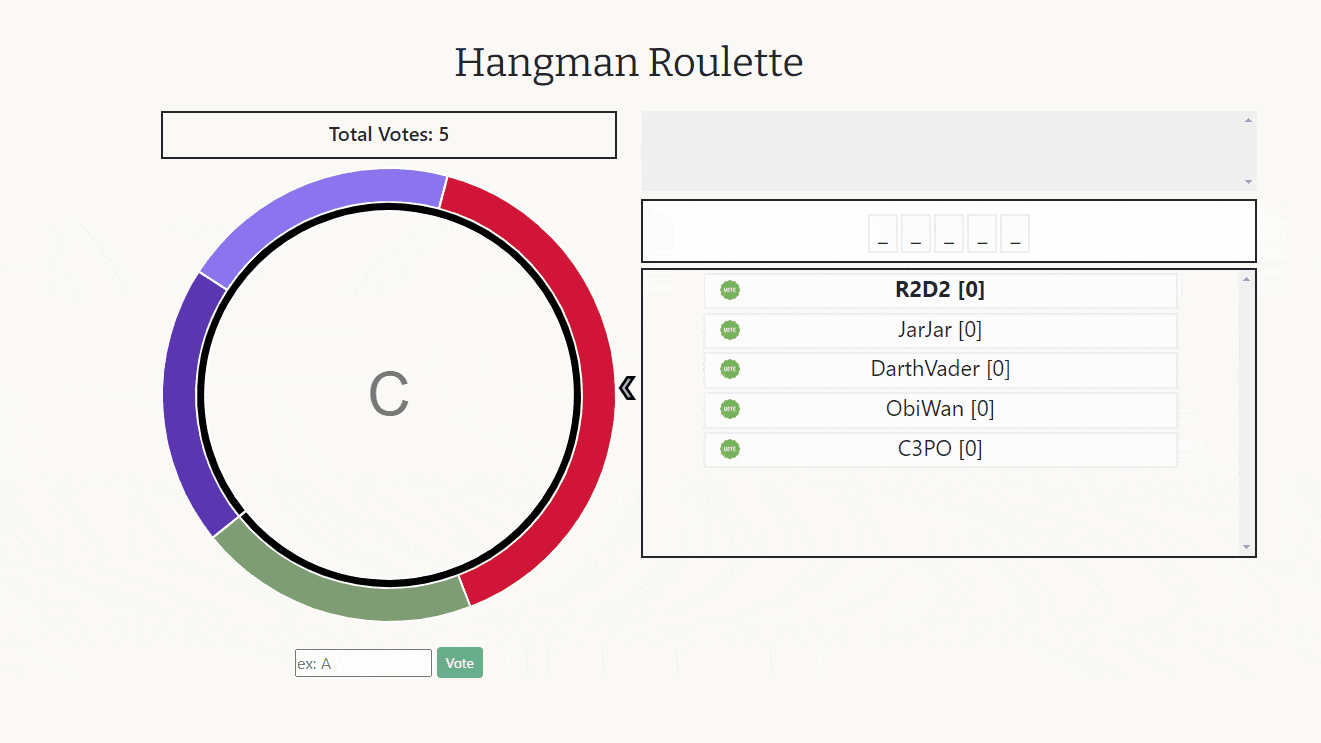 Hangman Roulette
Total Votes: 5
C
ex: A
Vote
_ _ _ _ _
VOTE R2D2 [0]
VOTE JarJar [0]
VOTE DarthVader [0]
VOTE ObiWan [0]
VOTE C3PO [0]